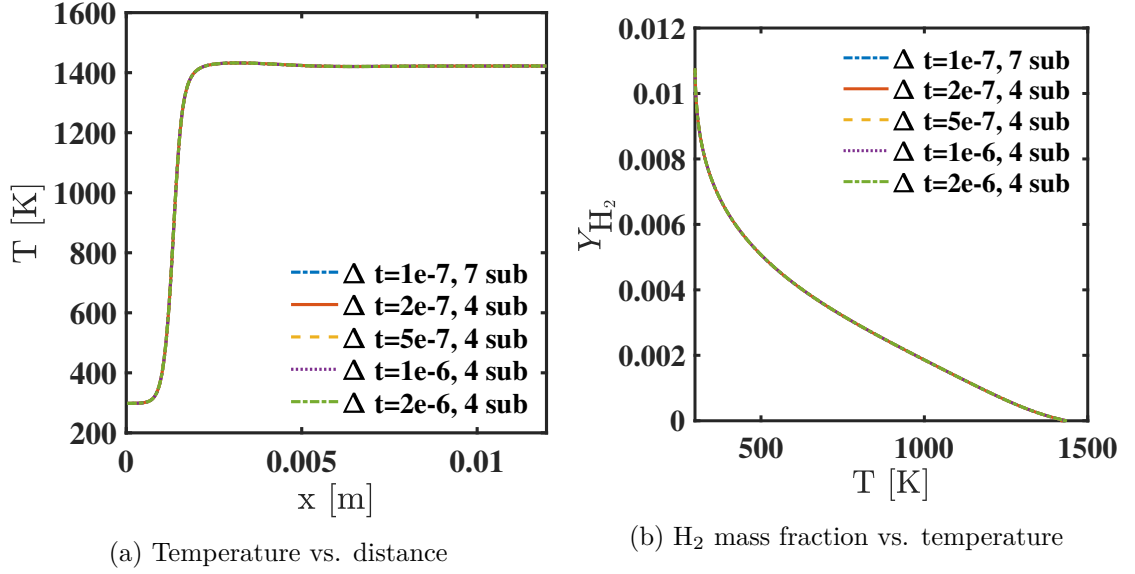 1600
1400
1200
1000
800
600
400
200
T [K]
0
0.005
0.01
x [m]
Δ t=1e-7, 7 sub
Δ t=2e-7, 4 sub
Δ t=5e-7, 4 sub
Δ t=1e-6, 4 sub
Δ t=2e-6, 4 sub
(a) Temperature vs. distance
0.012
0.01
0.008
0.006
0.004
0.002
0
Y_H₂
500
1000
1500
T [K]
Δ t=1e-7, 7 sub
Δ t=2e-7, 4 sub
Δ t=5e-7, 4 sub
Δ t=1e-6, 4 sub
Δ t=2e-6, 4 sub
(b) H₂ mass fraction vs. temperature